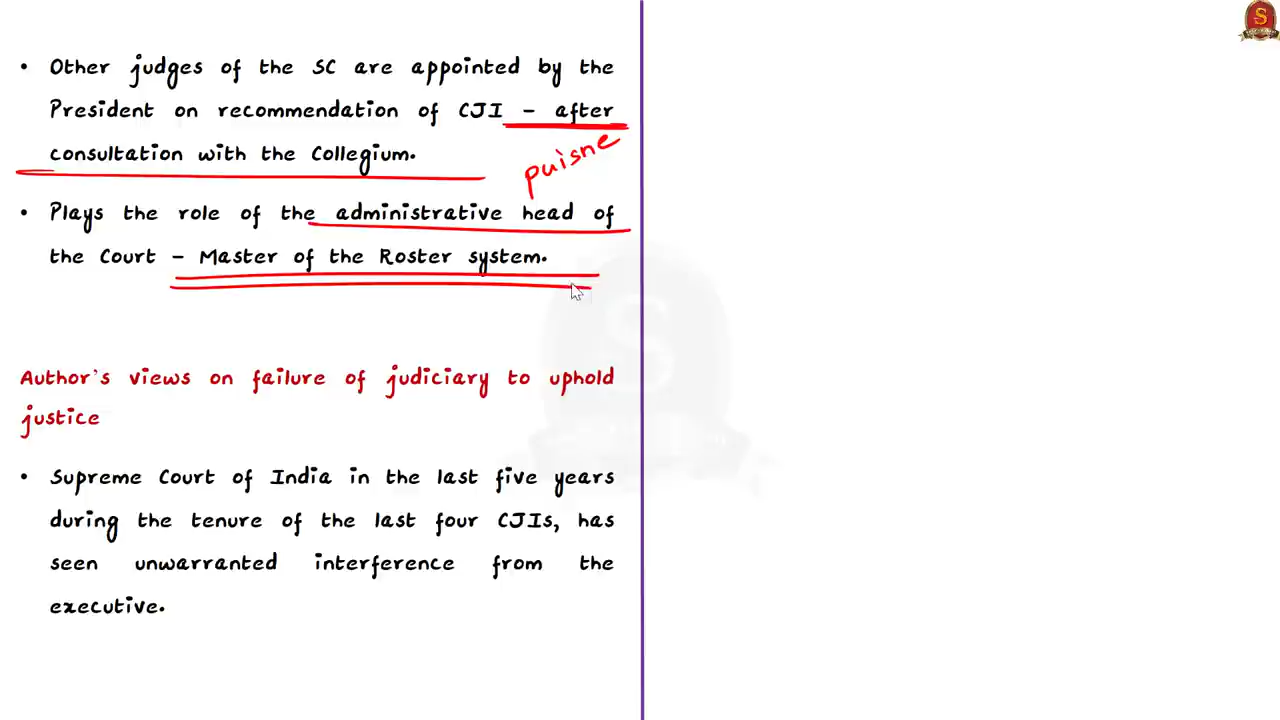 • Other judges of the SC are appointed by the
President on recommendation of CJI – after
consultation with the Collegium.
puisne
• Plays the role of the administrative head of
the Court – Master of the Roster system.
Author's views on failure of judiciary to uphold
justice
• Supreme Court of India in the last five years
during the tenure of the last four CJIs, has
seen unwarranted interference from the
executive.
S